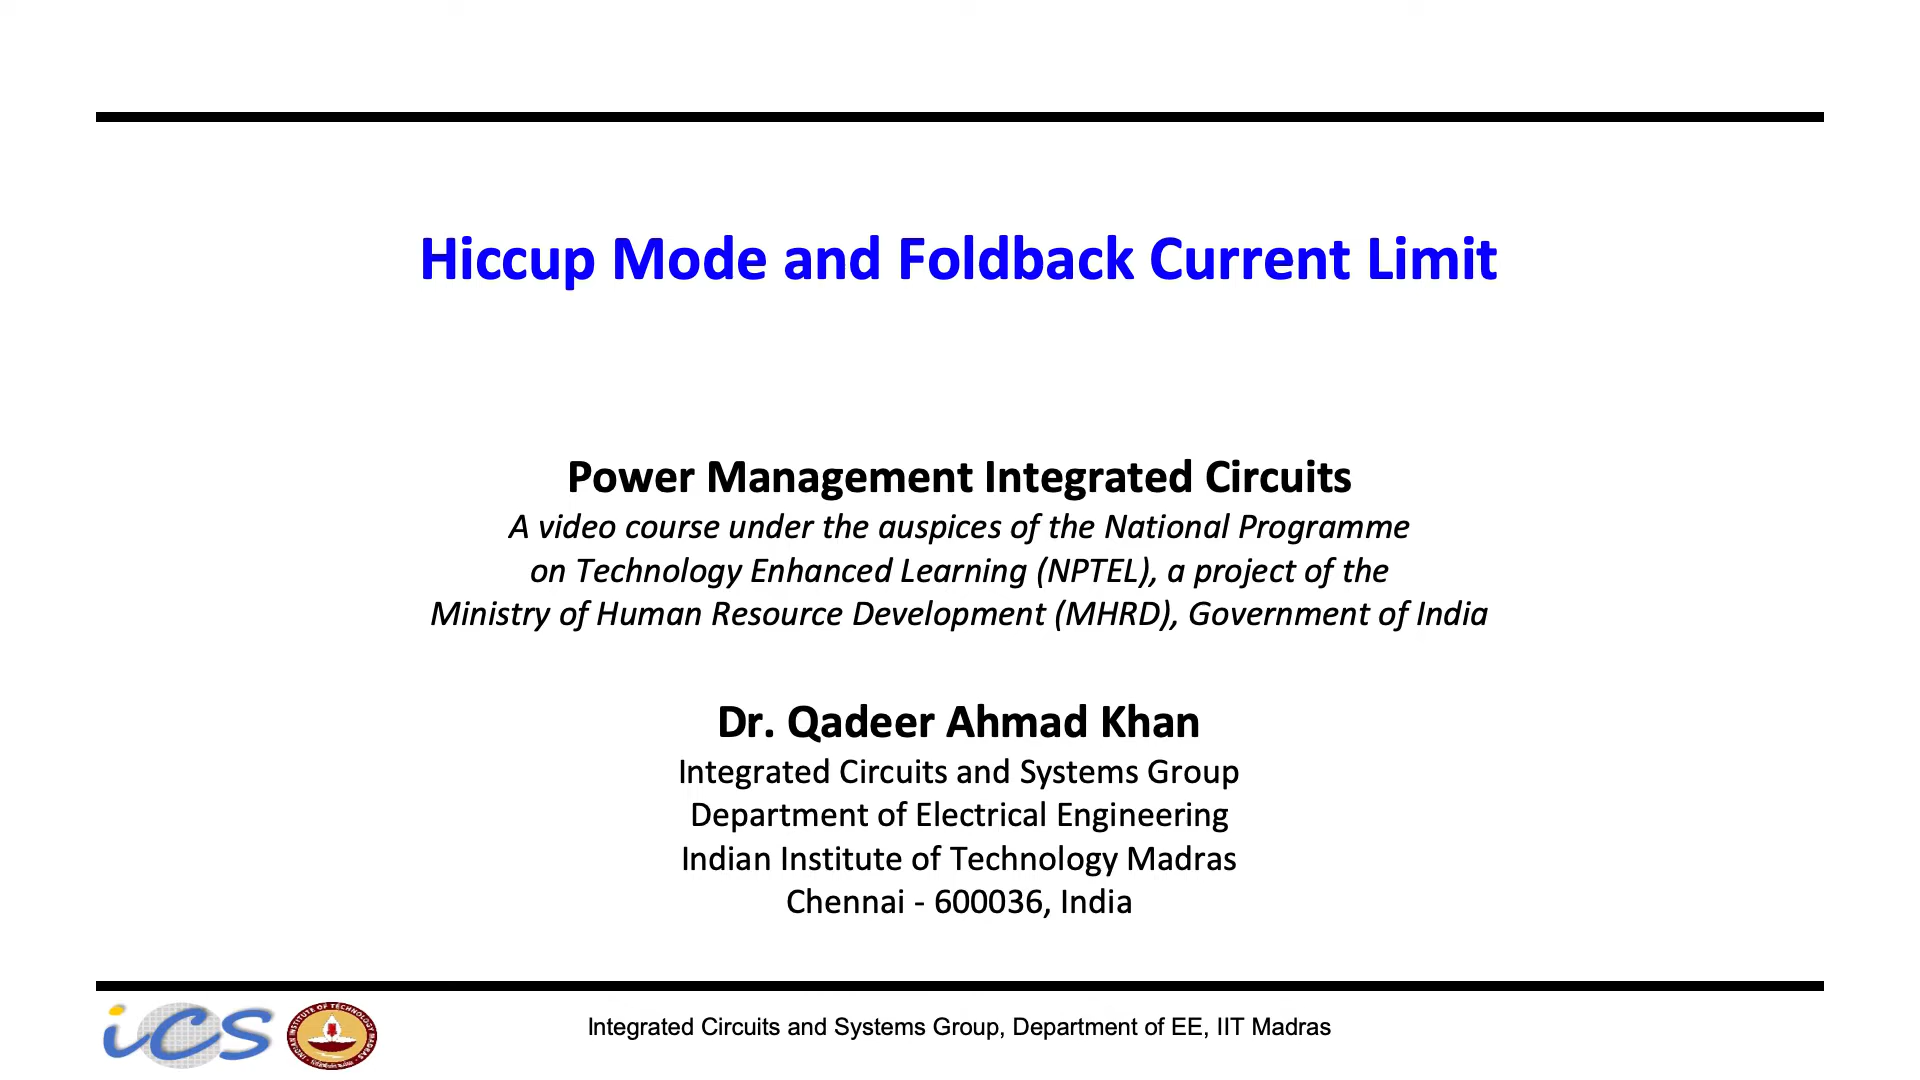 Hiccup Mode and Foldback Current Limit
Power Management Integrated Circuits
A video course under the auspices of the National Programme
on Technology Enhanced Learning (NPTEL), a project of the
Ministry of Human Resource Development (MHRD), Government of India
Dr. Qadeer Ahmad Khan
Integrated Circuits and Systems Group
Department of Electrical Engineering
Indian Institute of Technology Madras
Chennai - 600036, India
ics
Integrated Circuits and Systems Group, Department of EE, IIT Madras